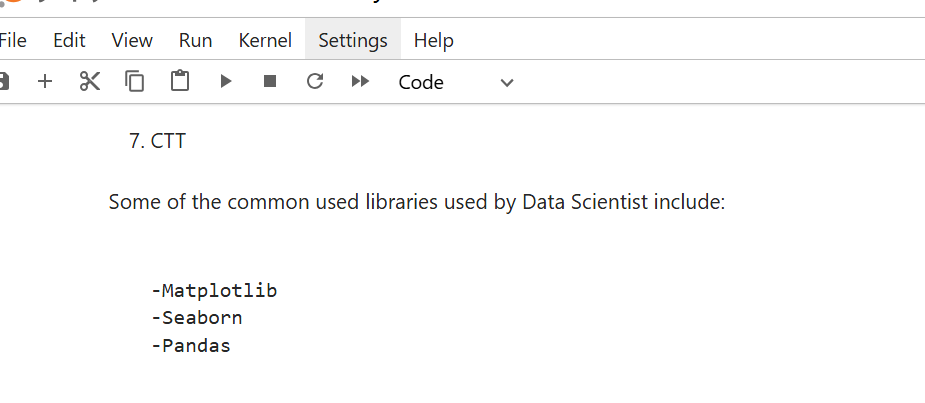 File Edit View Run Kernel Settings Help
Code
7. CTT
Some of the common used libraries used by Data Scientist include:
-Matplotlib
-Seaborn
-Pandas